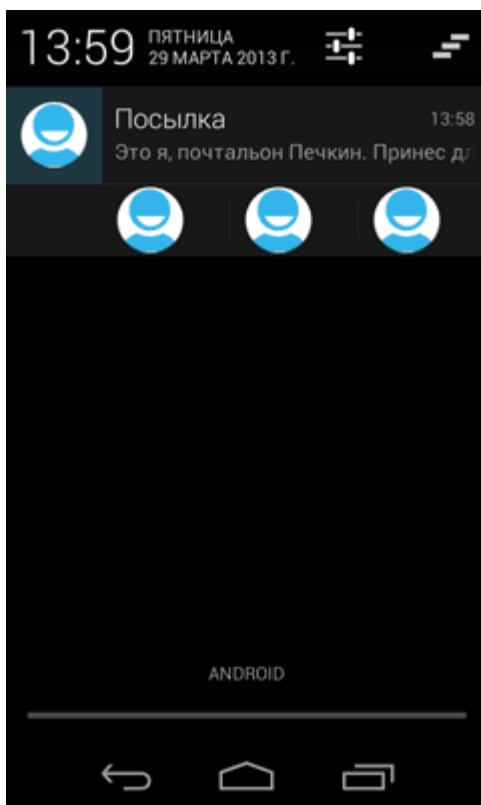 13:59
ПЯТНИЦА
29 МАРТА 2013 Г.
Посылка
13:58
Это я, почтальон Печкин. Принес
ANDROID